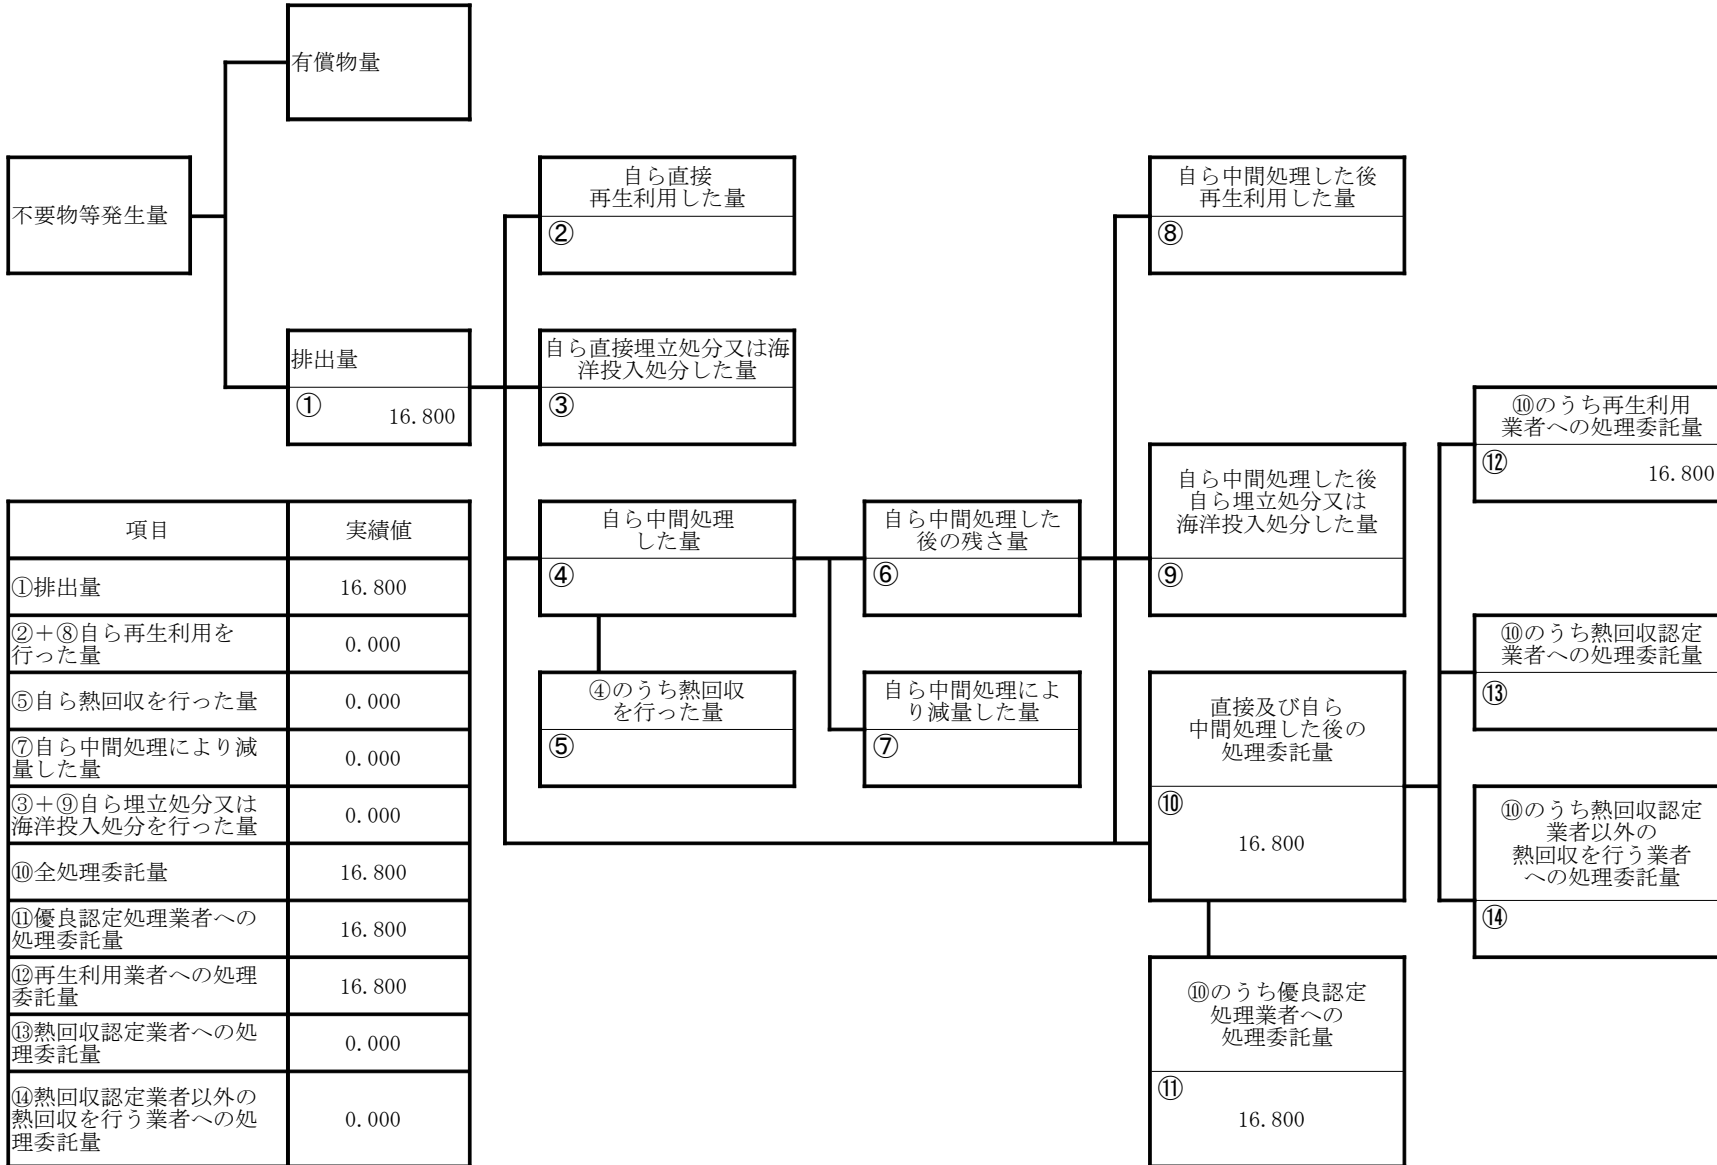 有償物量
不要物等発生量
自ら直接
再生利用した量
②
自ら中間処理した後
再生利用した量
⑧
排出量
①
16.800
自ら直接埋立処分又は海
洋投入処分した量
③
⑩のうち再生利用
業者への処理委託量
⑫
16.800
自ら中間処理
した量
④
自ら中間処理した
後の残さ量
⑥
自ら中間処理した後
自ら埋立処分又は
海洋投入処分した量
⑨
④のうち熱回収
を行った量
⑤
自ら中間処理によ
り減量した量
⑦
直接及び自ら
中間処理した後の
処理委託量
⑩
16.800
⑩のうち熱回収認定
業者への処理委託量
⑬
⑩のうち熱回収認定
業者以外の
熱回収を行う業者
への処理委託量
⑭
⑩のうち優良認定
処理業者への
処理委託量
⑪
16.800
項目 実績値
①排出量 16.800
②+⑧自ら再生利用を
行った量 0.000
⑤自ら熱回収を行った量 0.000
⑦自ら中間処理により減
量した量 0.000
③+⑨自ら埋立処分又は
海洋投入処分を行った量 0.000
⑩全処理委託量 16.800
⑪優良認定処理業者への
処理委託量 16.800
⑫再生利用業者への処理
委託量 16.800
⑬熱回収認定業者への処
理委託量 0.000
⑭熱回収認定業者以外の
熱回収を行う業者への処
理委託量 0.000